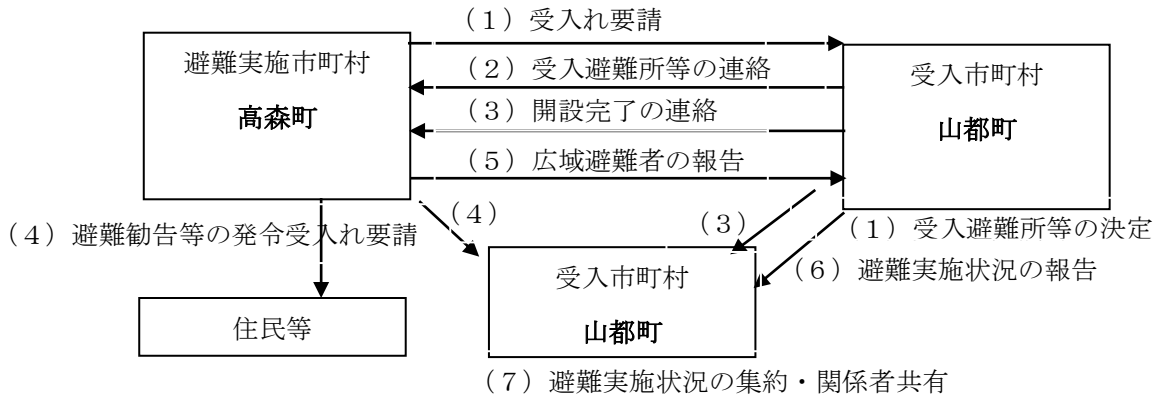 （１）受入れ要請
避難実施市町村
高森町
（２）受入避難所等の連絡
（３）開設完了の連絡
（５）広域避難者の報告
受入市町村
山都町
（４）避難勧告等の発令受入れ要請
（４）
（３）
（１）受入避難所等の決定
（６）避難実施状況の報告
住民等
受入市町村
山都町
（７）避難実施状況の集約・関係者共有